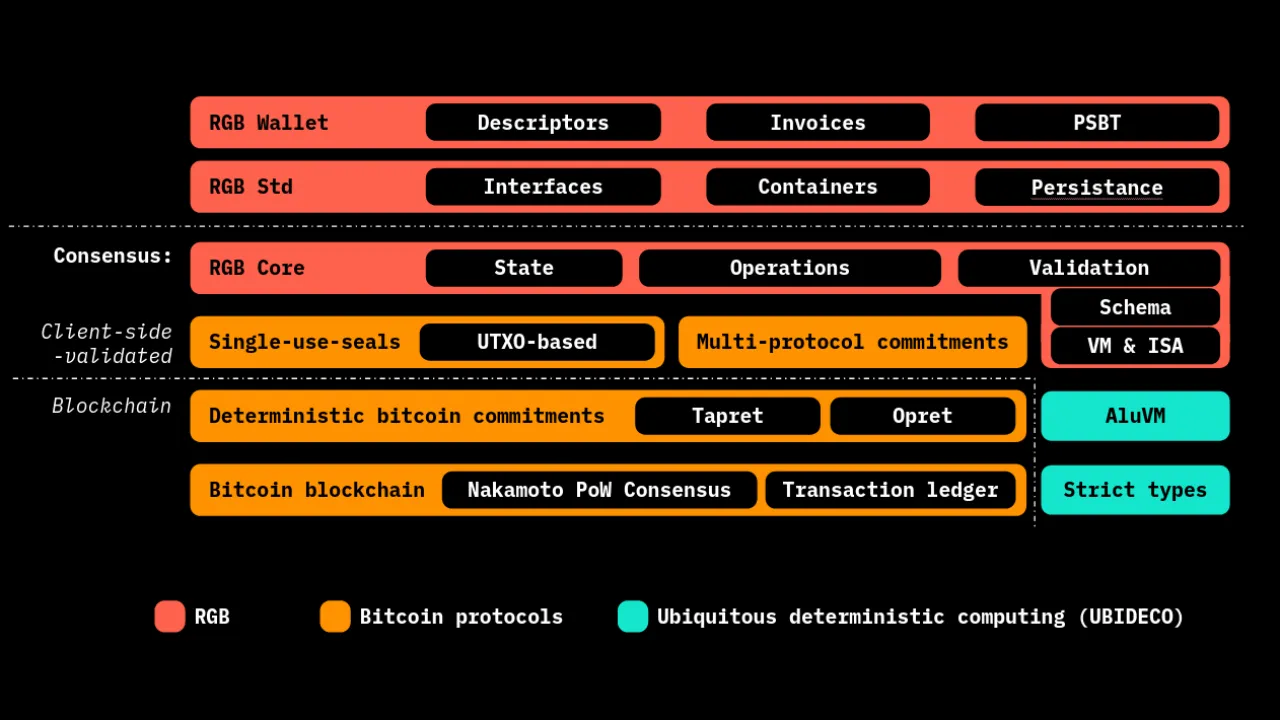 RGB Wallet Descriptors Invoices PSBT
RGB Std Interfaces Containers Persistance
Consensus:
RGB Core State Operations Validation
Schema
Client-side
-validated
Single-use-seals UTXO-based Multi-protocol commitments
VM & ISA
Blockchain
Deterministic bitcoin commitments Tapret Opret AluVM
Bitcoin blockchain Nakamoto PoW Consensus Transaction ledger Strict types
RGB Bitcoin protocols Ubiquitous deterministic computing (UBIDECO)